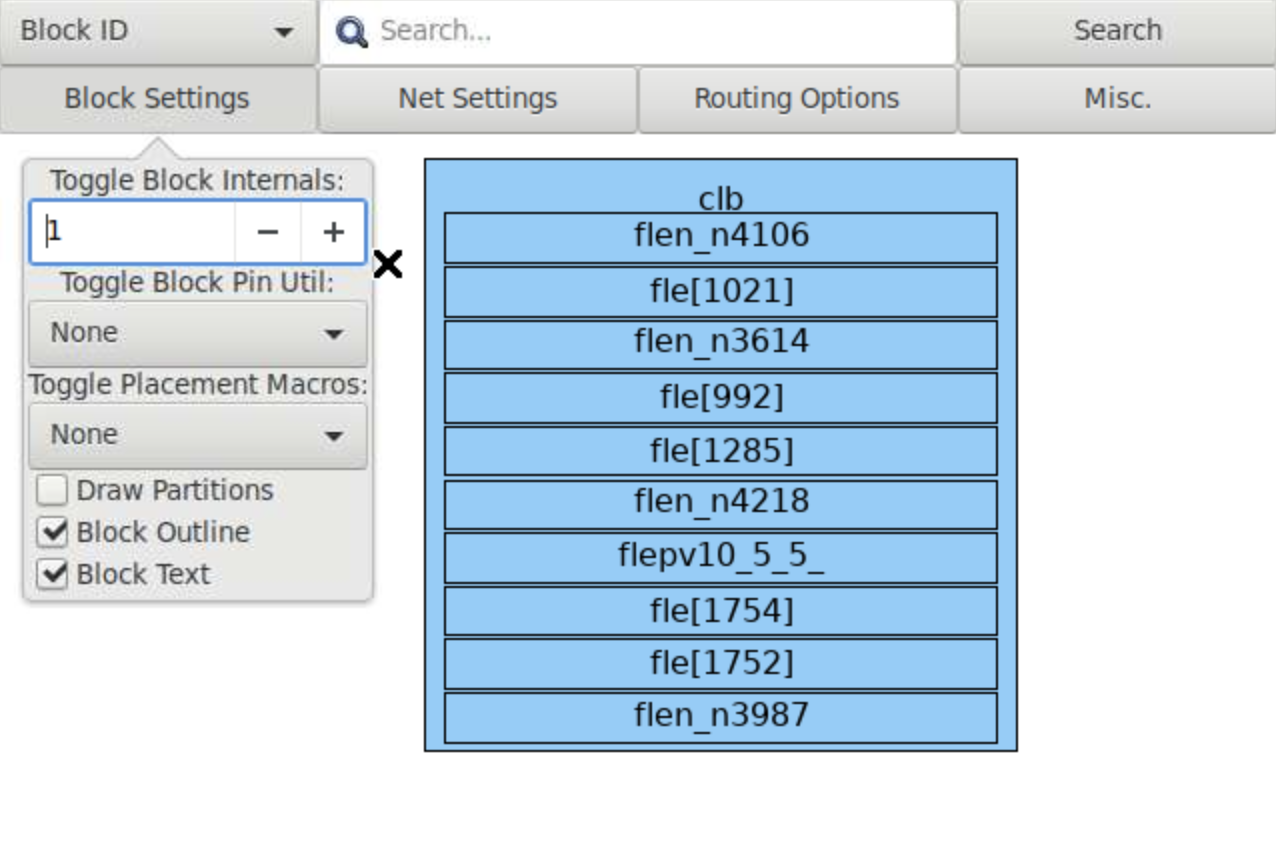 Block ID
Search...
Search
Block Settings
Net Settings
Routing Options
Misc.
Toggle Block Internals:
1
Toggle Block Pin Util:
None
Toggle Placement Macros:
None
Draw Partitions
Block Outline
Block Text
clb
flen_n4106
fle[1021]
flen_n3614
fle[992]
fle[1285]
flen_n4218
flepv10_5_5_
fle[1754]
fle[1752]
flen_n3987